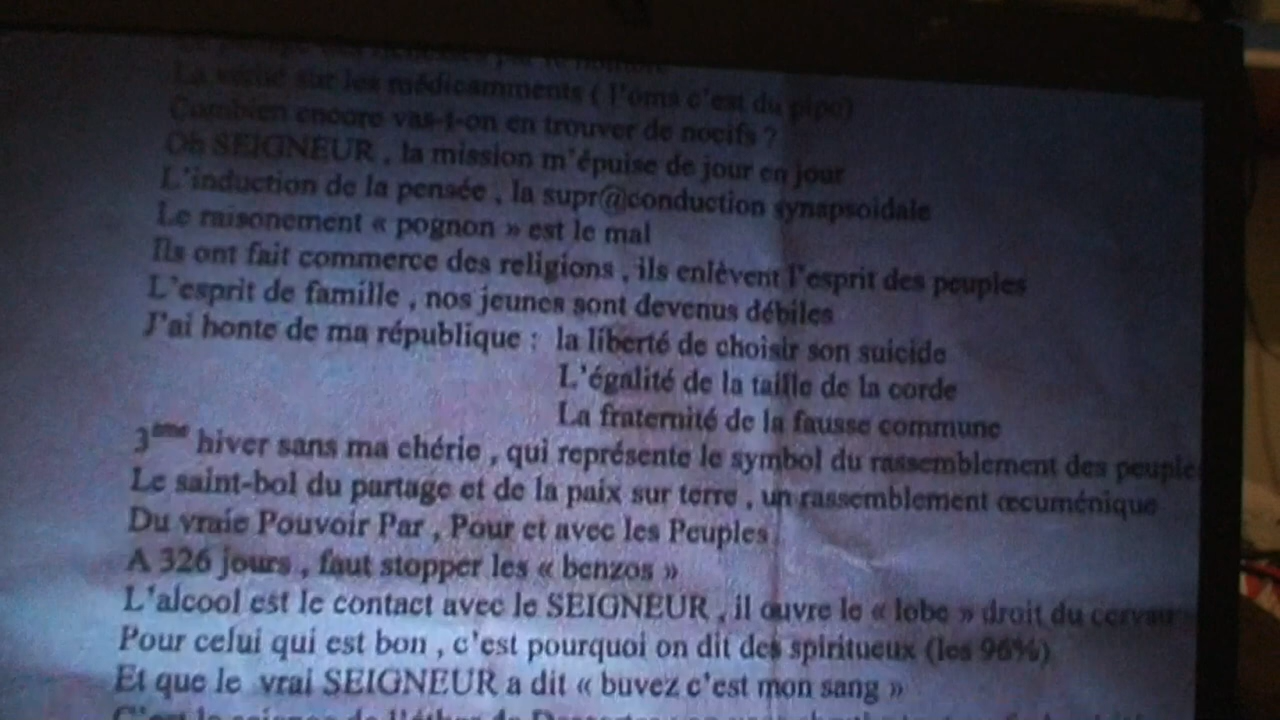 La vérité sur les médicamments ( l'oms c'est du pipo)
Combien encore vas-t-on en trouver de nocifs ?
Oh SEIGNEUR , la mission m'épuise de jour en jour
L'induction de la pensée , la supr@conduction synapsoidale
Le raisonement « pognon » est le mal
Ils ont fait commerce des religions , ils enlèvent l'esprit des peuples
L'esprit de famille , nos jeunes sont devenus débiles
J'ai honte de ma république : la liberté de choisir son suicide
L'égalité de la taille de la corde
La fraternité de la fausse commune
3ème hiver sans ma chérie , qui représente le symbol du rassemblement des peuple
Le saint-bol du partage et de la paix sur terre , un rassemblement œcuménique
Du vraie Pouvoir Par , Pour et avec les Peuples
A 326 jours , faut stopper les « benzos »
L'alcool est le contact avec le SEIGNEUR , il ouvre le « lobe » droit du cerveau
Pour celui qui est bon , c'est pourquoi on dit des spiritueux (les 96%)
Et que le vrai SEIGNEUR a dit « buvez c'est mon sang »